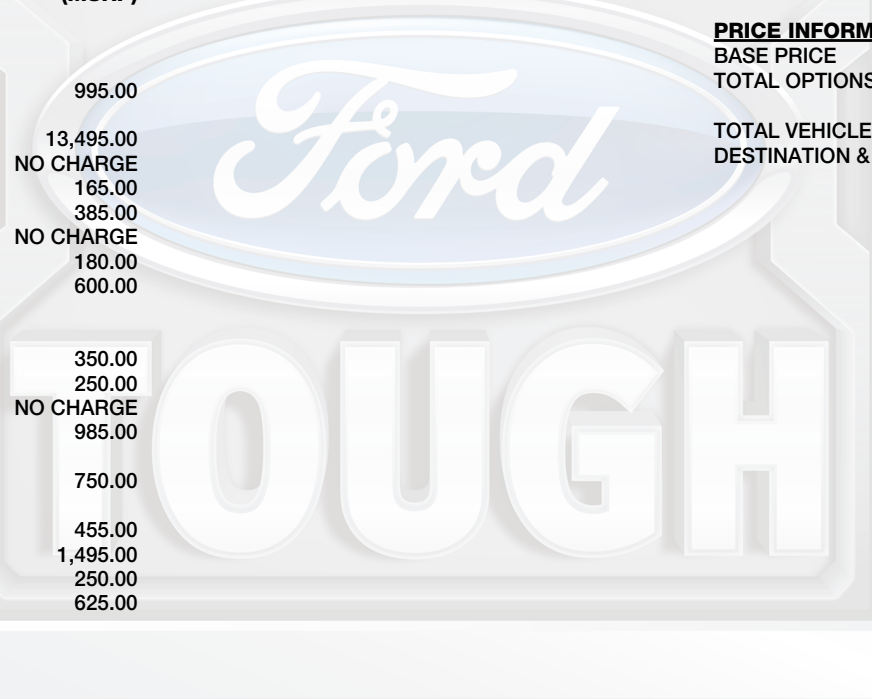 995.00
13,495.00
NO CHARGE
165.00
385.00
NO CHARGE
180.00
600.00
350.00
250.00
NO CHARGE
985.00
750.00
455.00
1,495.00
250.00
625.00
PRICE INFORM
BASE PRICE
TOTAL OPTIONS
TOTAL VEHICLE
DESTINATION &
Ford
TOUGH